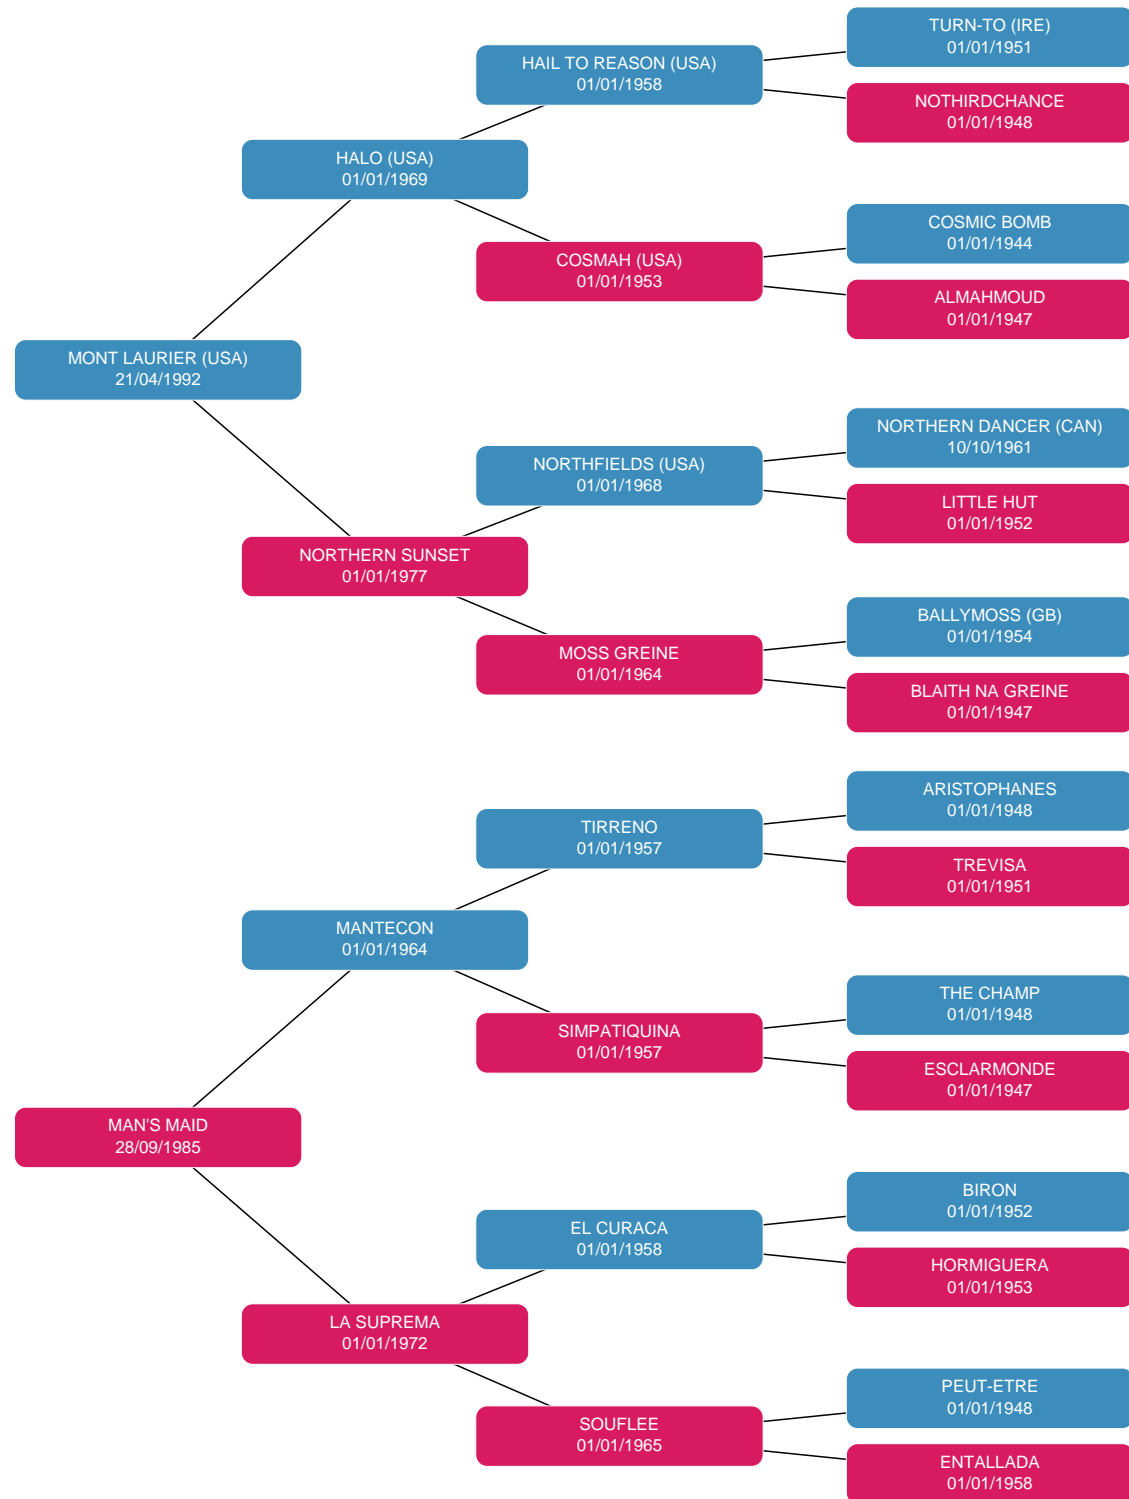 TURN-TO (IRE)
01/01/1951
HAIL TO REASON (USA)
01/01/1958
NOTHIRDCHANCE
01/01/1948
HALO (USA)
01/01/1969
COSMIC BOMB
01/01/1944
COSMAH (USA)
01/01/1953
ALMAHMOUD
01/01/1947
MONT LAURIER (USA)
21/04/1992
NORTHERN DANCER (CAN)
10/10/1961
NORTHFIELDS (USA)
01/01/1968
LITTLE HUT
01/01/1952
NORTHERN SUNSET
01/01/1977
BALLYMOSS (GB)
01/01/1954
MOSS GREINE
01/01/1964
BLAITH NA GREINE
01/01/1947
ARISTOPHANES
01/01/1948
TIRRENO
01/01/1957
TREVISA
01/01/1951
MANTECON
01/01/1964
THE CHAMP
01/01/1948
SIMPATIQUINA
01/01/1957
ESCLARMONDE
01/01/1947
MAN'S MAID
28/09/1985
BIRON
01/01/1952
EL CURACA
01/01/1958
HORMIGUERA
01/01/1953
LA SUPREMA
01/01/1972
PEUT-ETRE
01/01/1948
SOUFLEE
01/01/1965
ENTALLADA
01/01/1958